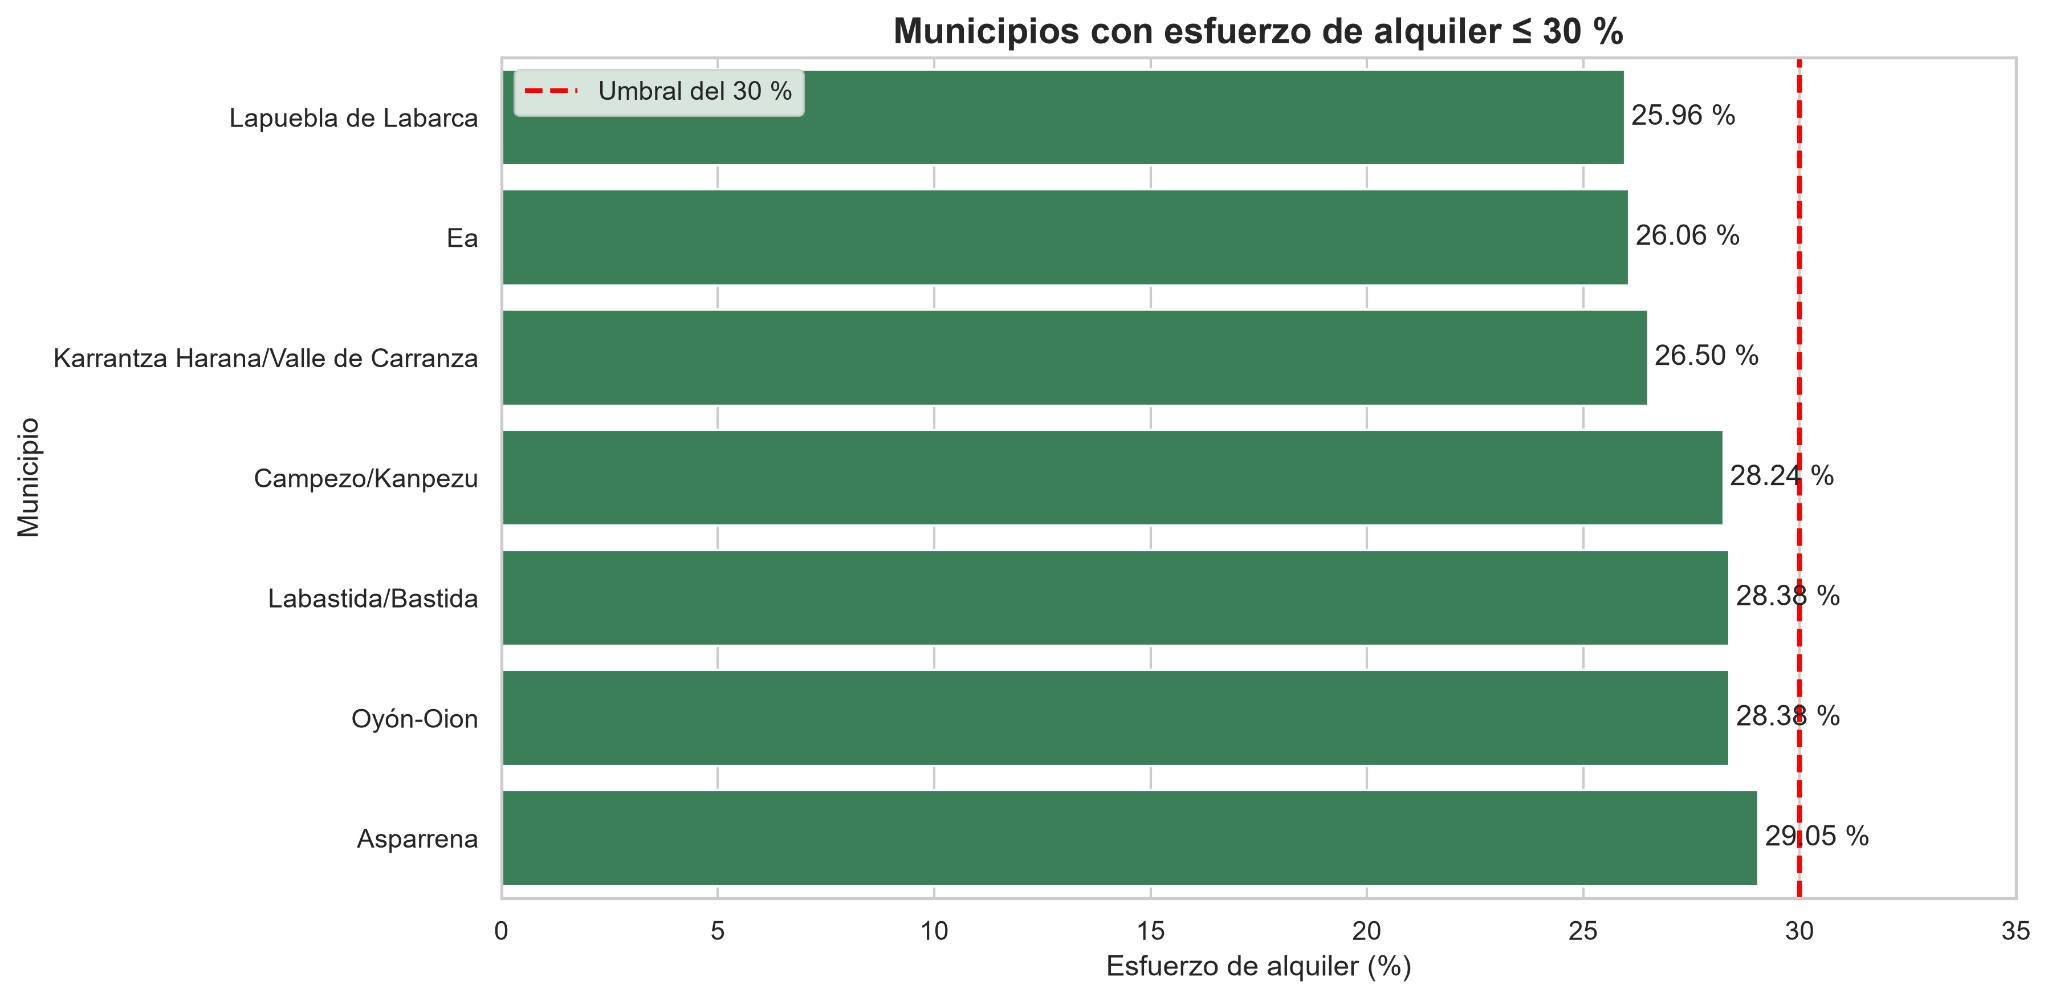 Municipios con esfuerzo de alquiler ≤ 30 %
Umbral del 30 %
Municipio
Lapuebla de Labarca 25.96 %
Ea 26.06 %
Karrantza Harana/Valle de Carranza 26.50 %
Campezo/Kanpezu 28.24 %
Labastida/Bastida 28.38 %
Oyón-Oion 28.38 %
Asparrena 29.05 %
0 5 10 15 20 25 30 35
Esfuerzo de alquiler (%)